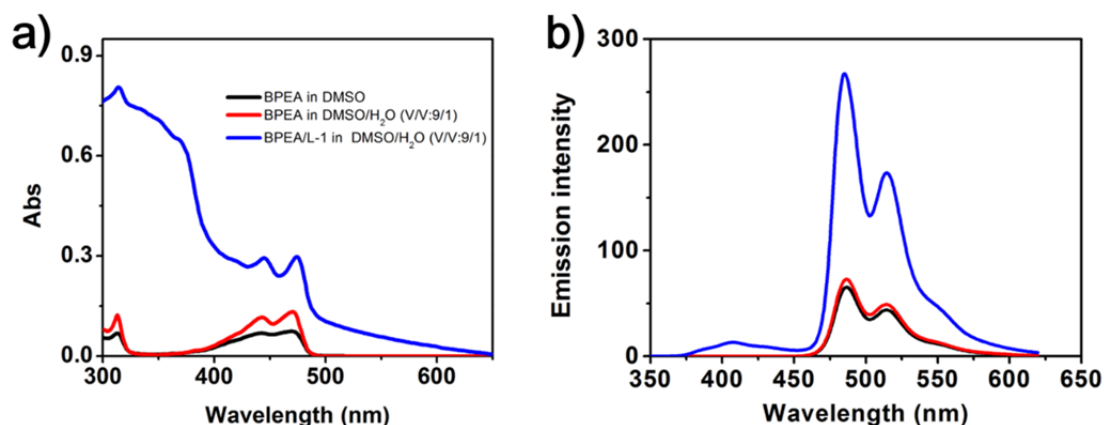 a)
0.9
0.6
0.3
0.0
Abs
300 400 500 600
Wavelength (nm)
BPEA in DMSO
BPEA in DMSO/H₂O (V/V:9/1)
BPEA/L-1 in DMSO/H₂O (V/V:9/1)
b)
300
200
100
50
0
Emission intensity
350 400 450 500 550 600 650
Wavelength (nm)